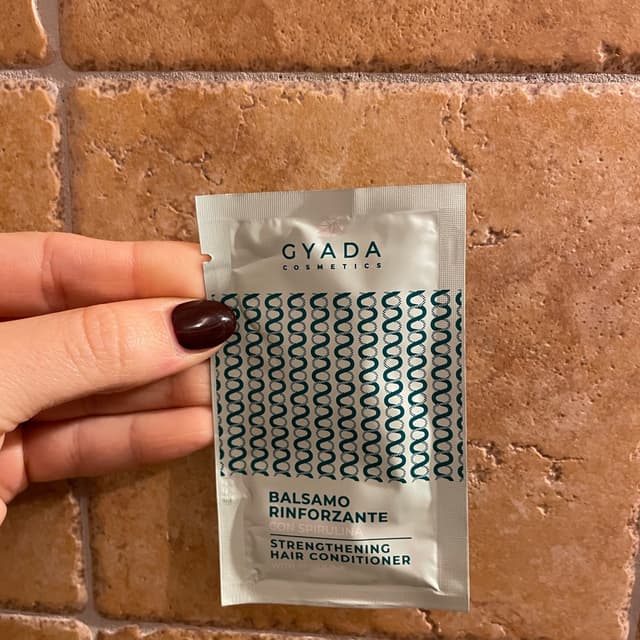 GYADA
COSMETICS
BALSAMO
RINFORZANTE
CON SPIRULINA
STRENGTHENING
HAIR CONDITIONER